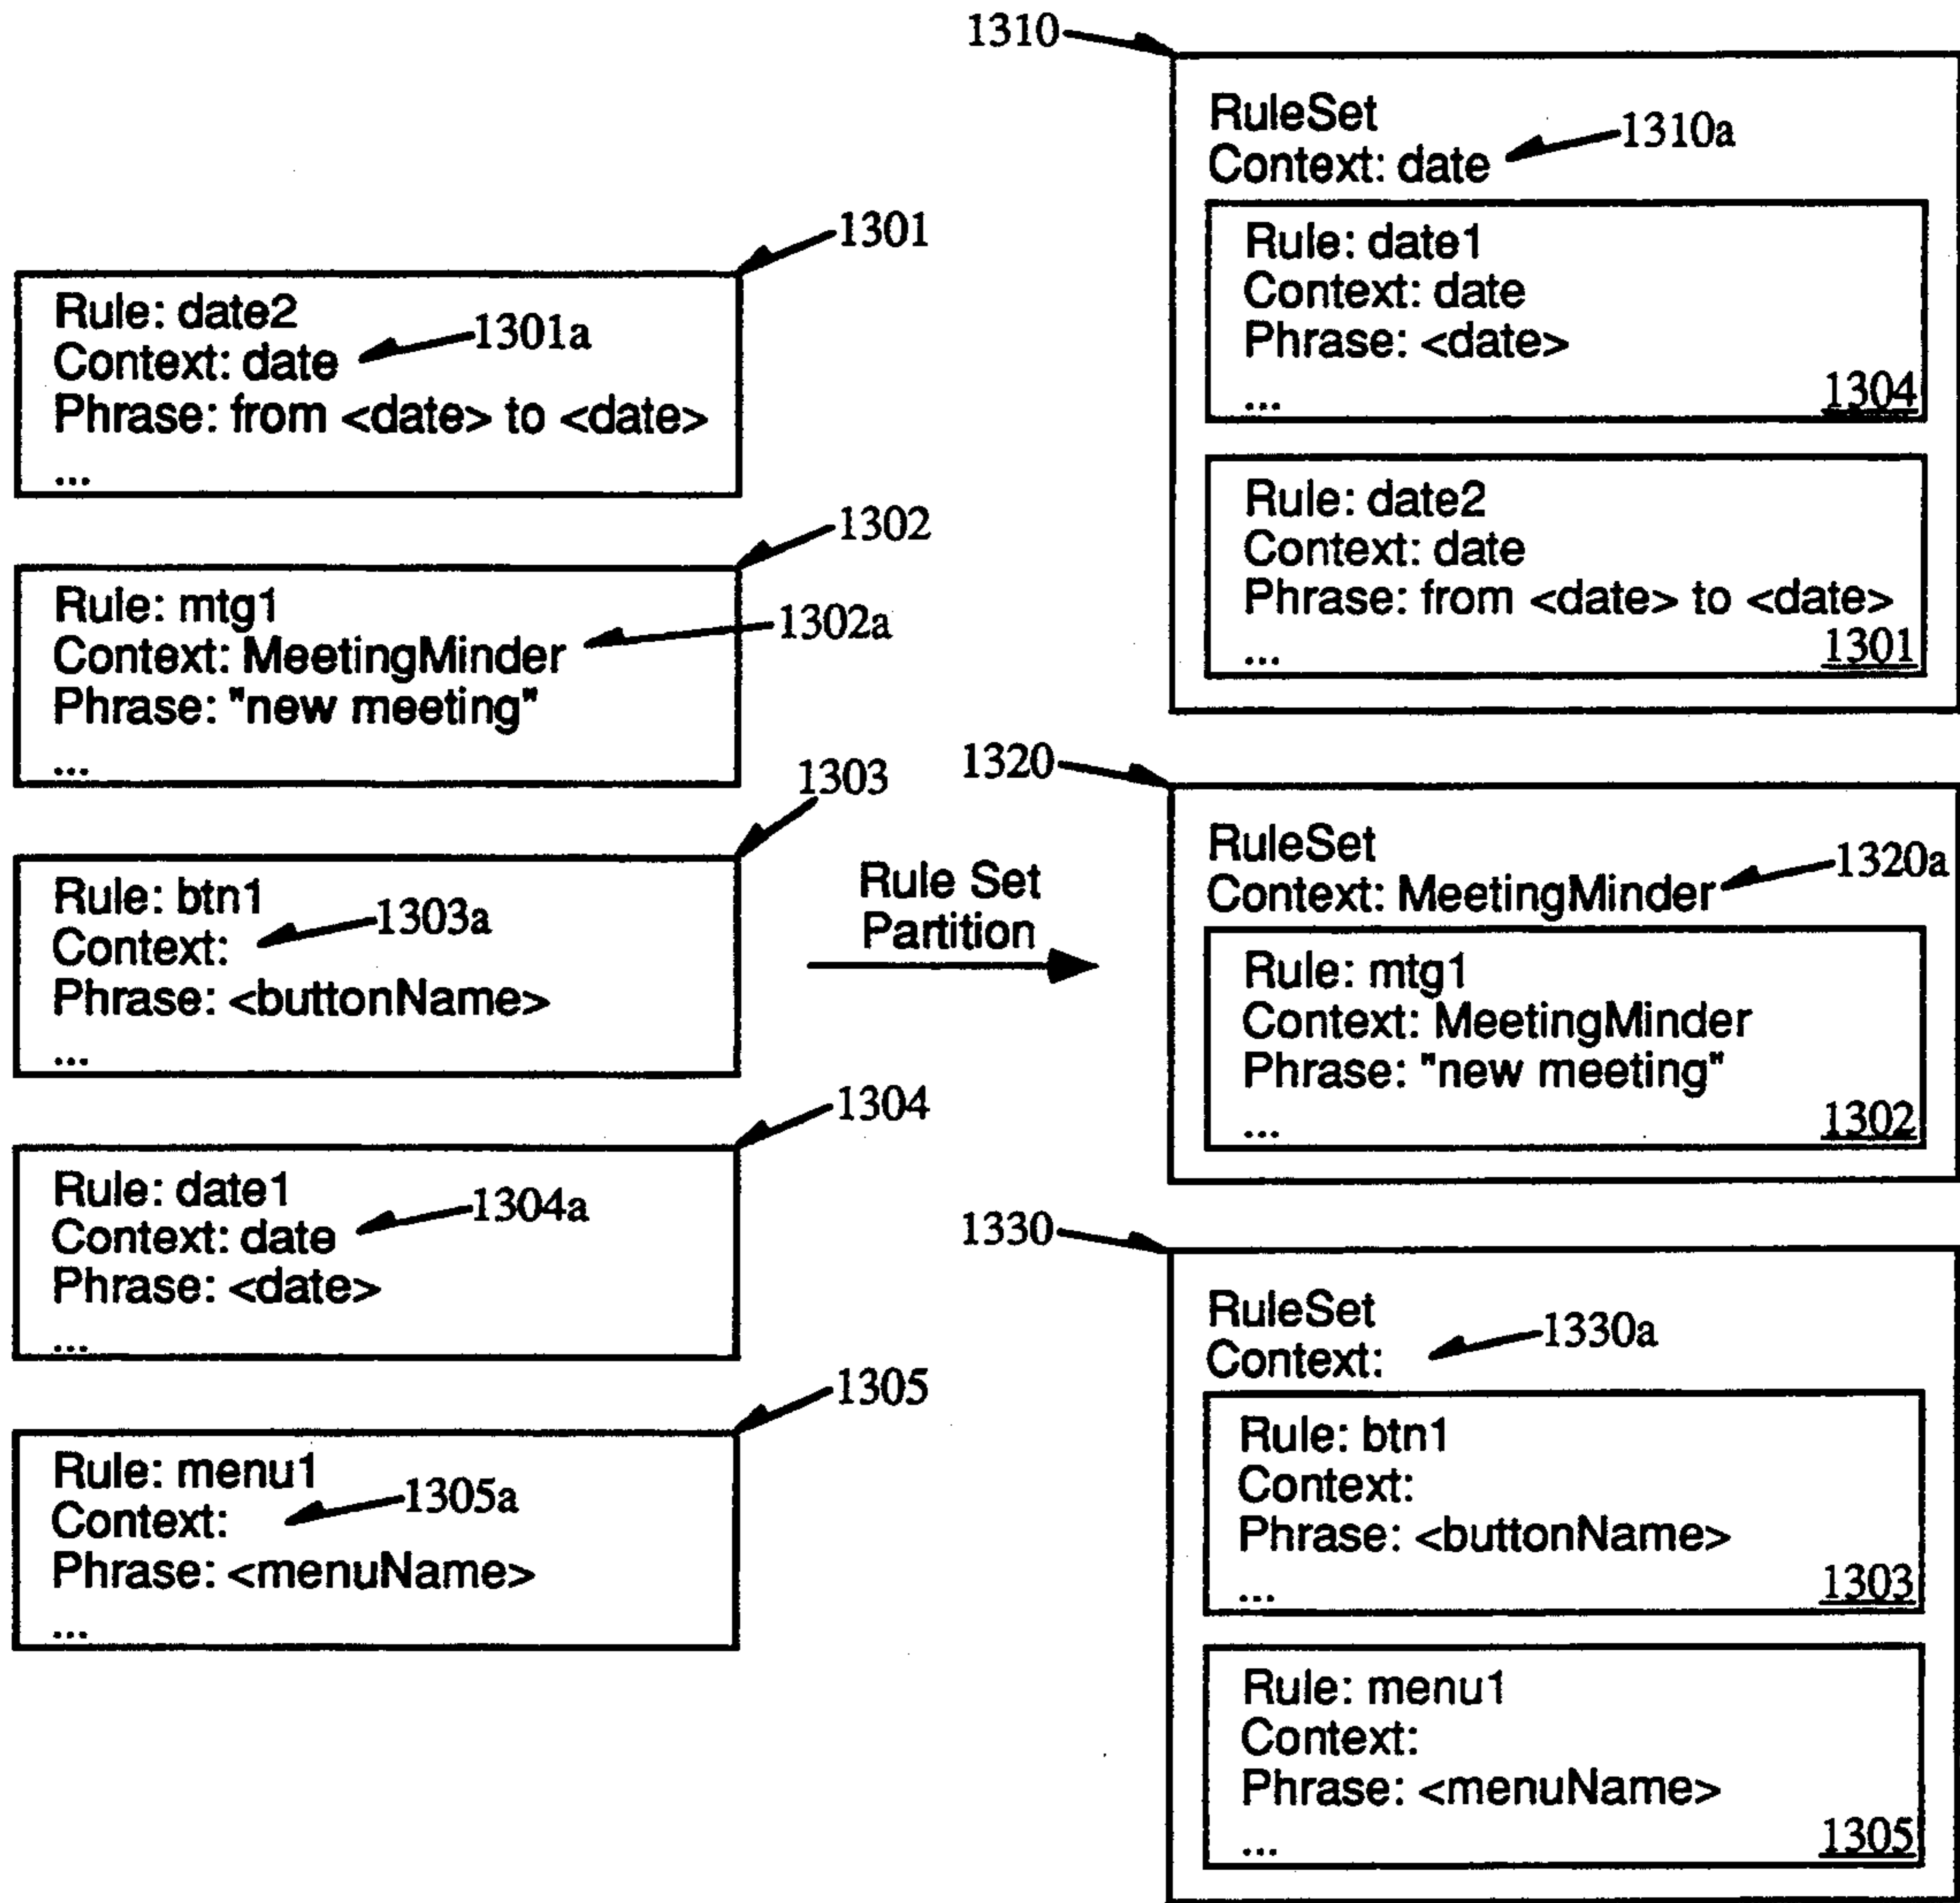 1301
Rule: date2
Context: date
1301a
Phrase: from <date> to <date>
...
1302
Rule: mtg1
Context: MeetingMinder
1302a
Phrase: "new meeting"
...
1303
Rule: btn1
Context:
1303a
Phrase: <buttonName>
...
1304
Rule: date1
Context: date
1304a
Phrase: <date>
...
1305
Rule: menu1
Context:
1305a
Phrase: <menuName>
...
Rule Set
Partition
1310
RuleSet
Context: date
1310a
Rule: date1
Context: date
Phrase: <date>
... 1304
Rule: date2
Context: date
Phrase: from <date> to <date>
... 1301
1320
RuleSet
Context: MeetingMinder
1320a
Rule: mtg1
Context: MeetingMinder
Phrase: "new meeting"
... 1302
1330
RuleSet
Context:
1330a
Rule: btn1
Context:
Phrase: <buttonName>
... 1303
Rule: menu1
Context:
Phrase: <menuName>
... 1305